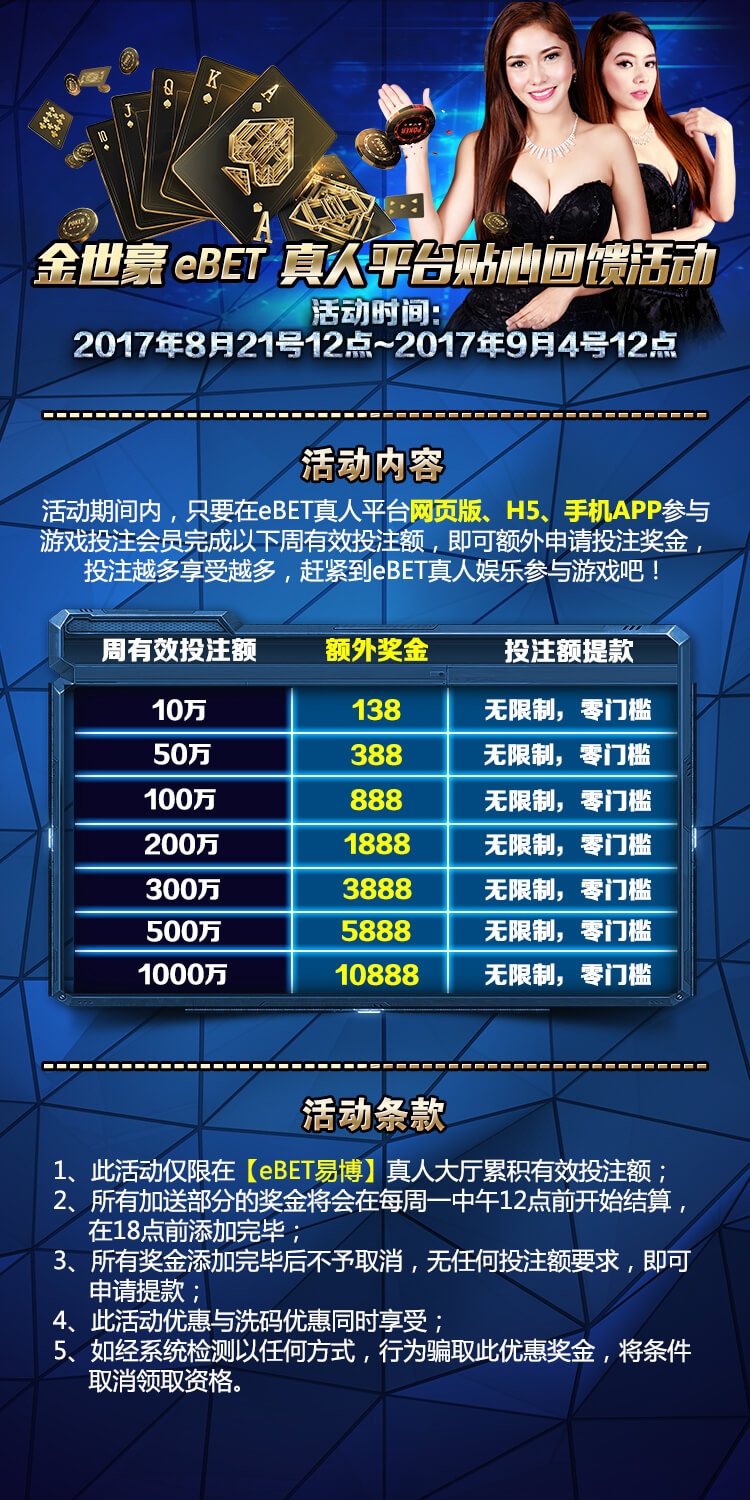 10
J
Q
K
A
A
POKER
金世豪 eBET 真人平台贴心回馈活动
活动时间:
2017年8月21号12点~2017年9月4号12点
活动内容
活动期间内，只要在eBET真人平台网页版、H5、手机APP参与
游戏投注会员完成以下周有效投注额，即可额外申请投注奖金，
投注越多享受越多，赶紧到eBET真人娱乐参与游戏吧！
周有效投注额 额外奖金 投注额提款
10万 138 无限制，零门槛
50万 388 无限制，零门槛
100万 888 无限制，零门槛
200万 1888 无限制，零门槛
300万 3888 无限制，零门槛
500万 5888 无限制，零门槛
1000万 10888 无限制，零门槛
活动条款
1、此活动仅限在【eBET易博】真人大厅累积有效投注额；
2、所有加送部分的奖金将会在每周一中午12点前开始结算，
在18点前添加完毕；
3、所有奖金添加完毕后不予取消，无任何投注额要求，即可
申请提款；
4、此活动优惠与洗码优惠同时享受；
5、如经系统检测以任何方式，行为骗取此优惠奖金，将条件
取消领取资格。